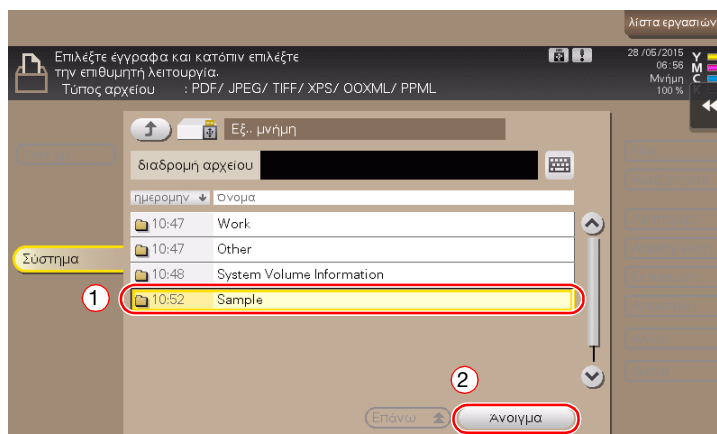 λίστα εργασιών
Επιλέξτε έγγραφα και κατόπιν επιλέξτε
την επιθυμητή λειτουργία.
Τύπος αρχείου : PDF/ JPEG/ TIFF/ XPS/ OOXML/ PPML
28 /05/2015
06:56
Μνήμη
100 %
Y
M
C
K
Εξ.. μνήμη
διαδρομή αρχείου
ημερομην Όνομα
10:47 Work
10:47 Other
Σύστημα
10:48 System Volume Information
1
10:52 Sample
2
Επάνω
Άνοιγμα